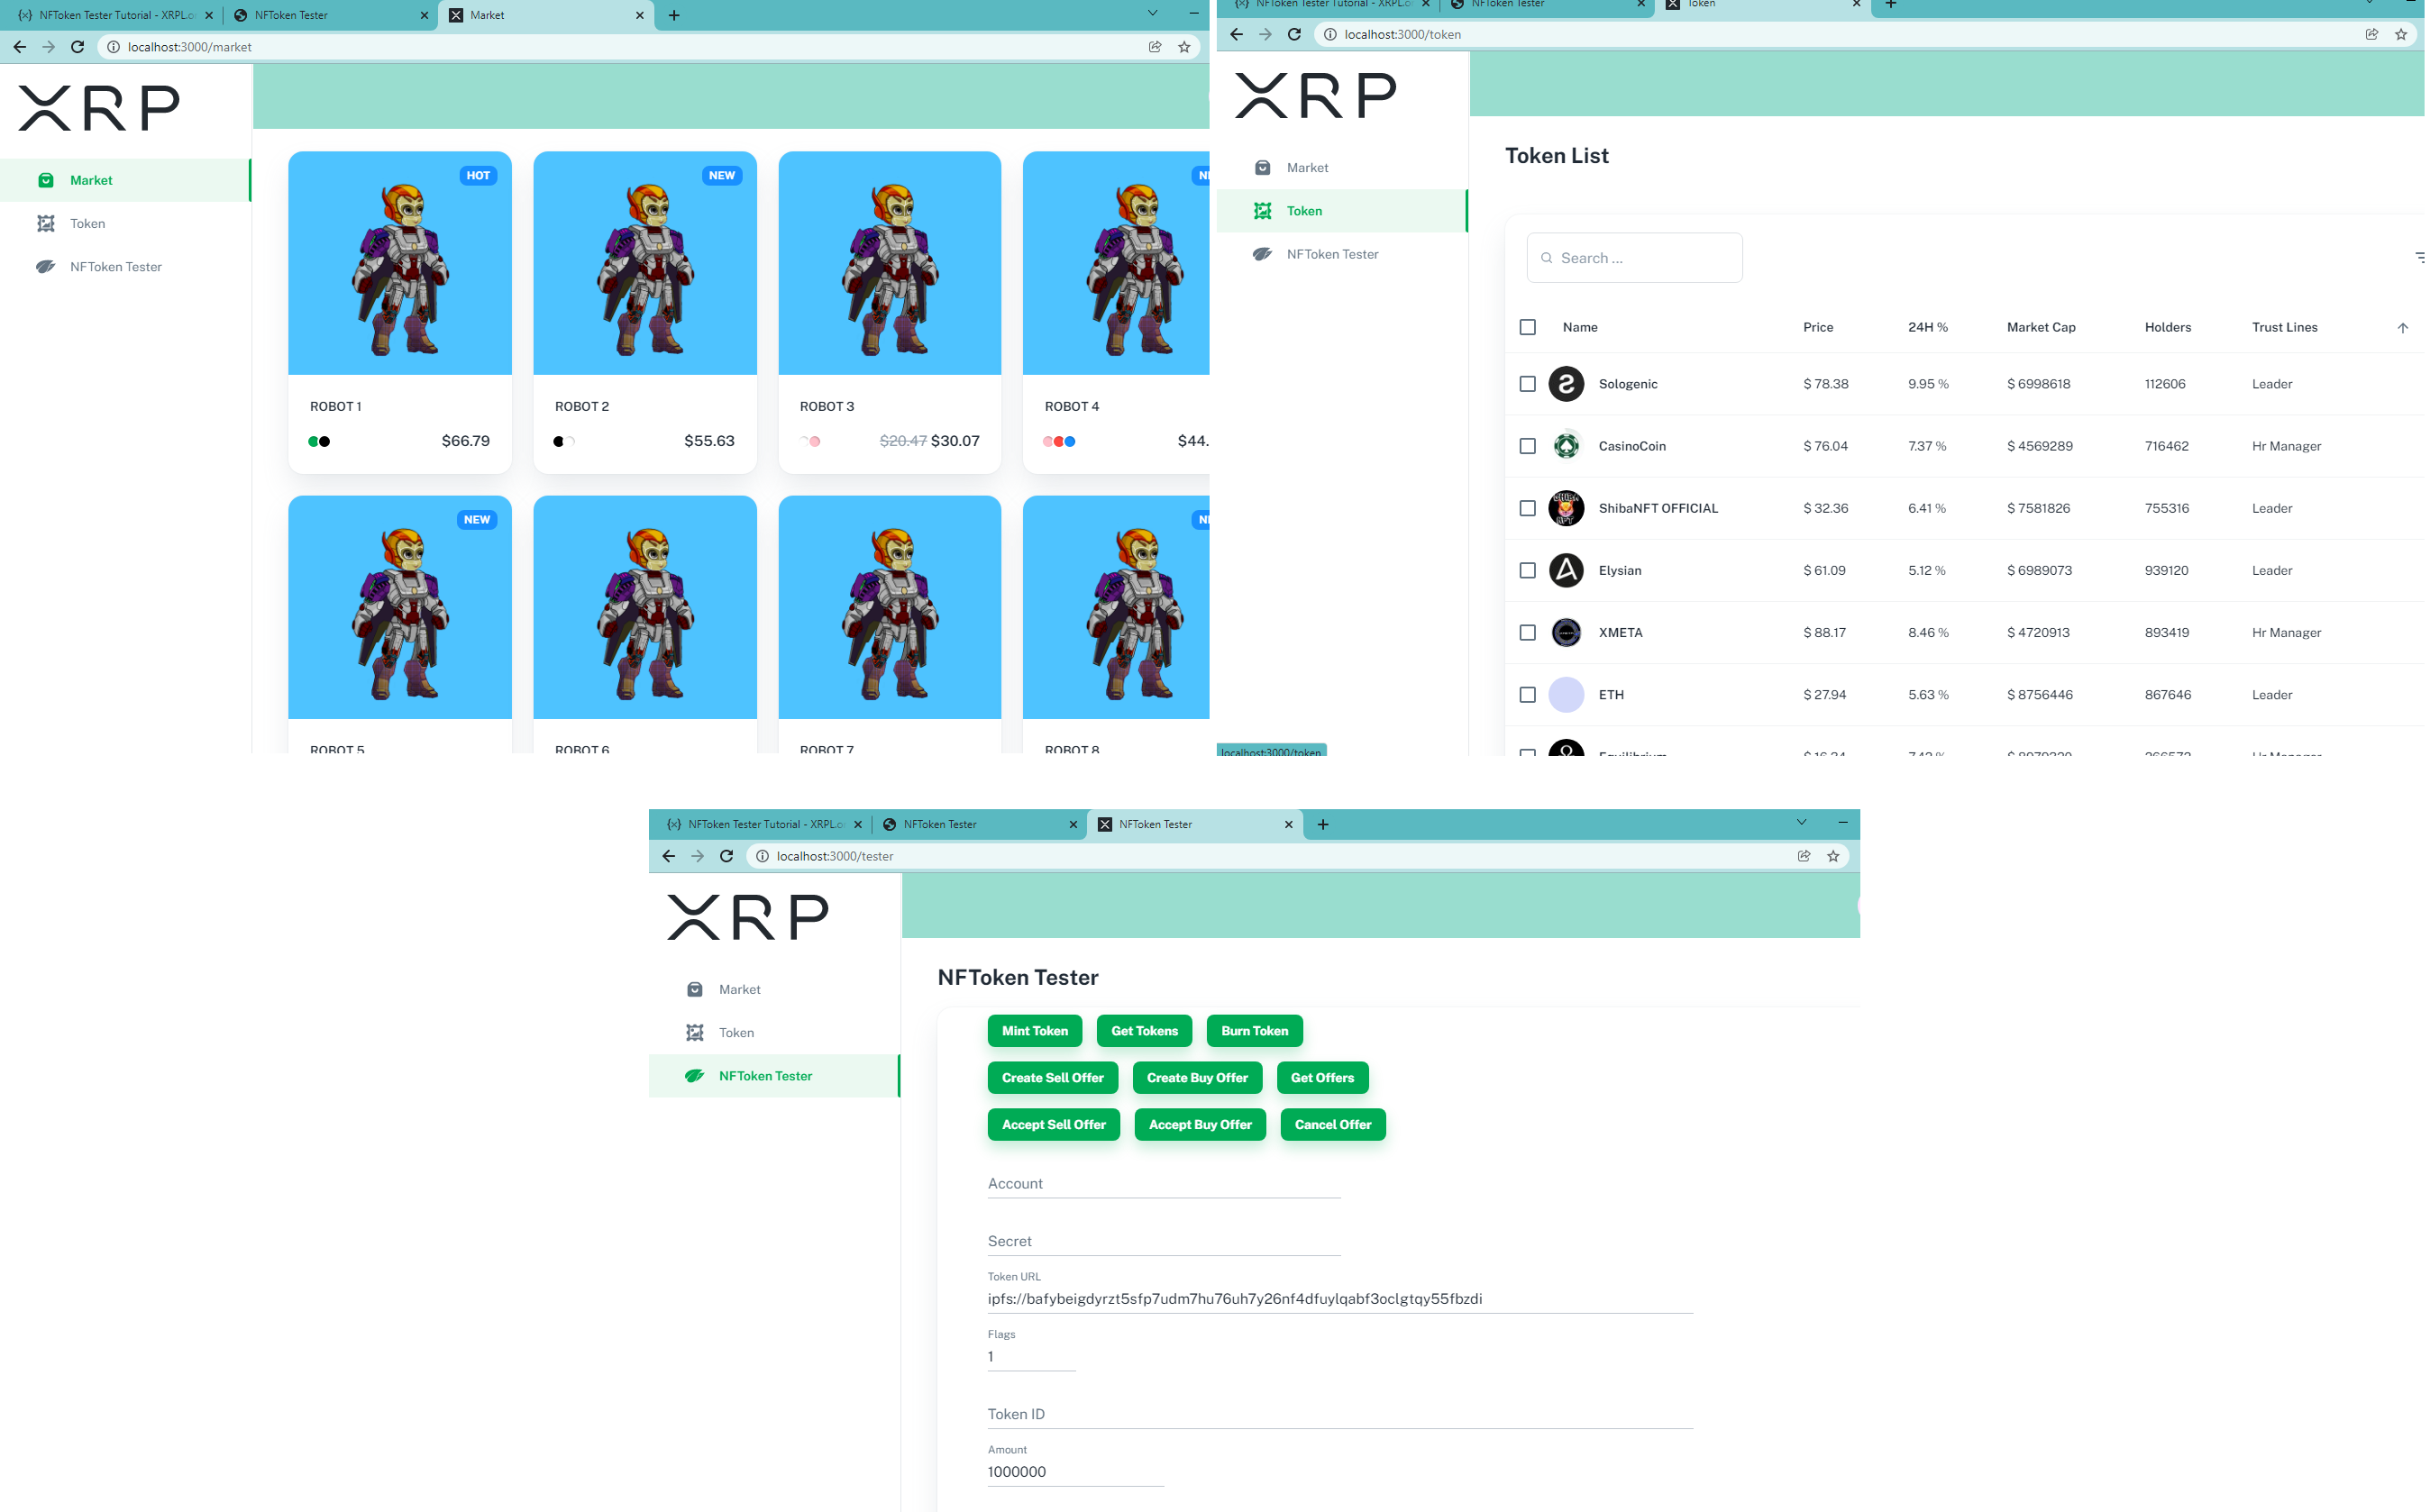 NFToken Tester Tutorial - XRPL.o
NFToken Tester
Market
localhost:3000/market
XRP
Market
Token
NFToken Tester
HOT
NEW
ROBOT 1
ROBOT 2
ROBOT 3
ROBOT 4
$66.79
$55.63
$20.47 $30.07
$44.
NEW
ROBOT 5
ROBOT 6
ROBOT 7
ROBOT 8
NFToken Tester Tutorial - XRPL.o
NFToken Tester
Token
localhost:3000/token
XRP
Market
Token
NFToken Tester
Token List
Search ...
Name Price 24H % Market Cap Holders Trust Lines
Sologenic $ 78.38 9.95 % $ 6998618 112606 Leader
CasinoCoin $ 76.04 7.37 % $ 4569289 716462 Hr Manager
ShibaNFT OFFICIAL $ 32.36 6.41 % $ 7581826 755316 Leader
Elysian $ 61.09 5.12 % $ 6989073 939120 Leader
XMETA $ 88.17 8.46 % $ 4720913 893419 Hr Manager
ETH $ 27.94 5.63 % $ 8756446 867646 Leader
localhost:3000/token
NFToken Tester Tutorial - XRPL.o
NFToken Tester
NFToken Tester
localhost:3000/tester
XRP
Market
Token
NFToken Tester
NFToken Tester
Mint Token Get Tokens Burn Token
Create Sell Offer Create Buy Offer Get Offers
Accept Sell Offer Accept Buy Offer Cancel Offer
Account
Secret
Token URL
ipfs://bafybeigdyrzt5sfp7udm7hu76uh7y26nf4dfuylqabf3oclgtqy55fbzdi
Flags
1
Token ID
Amount
1000000